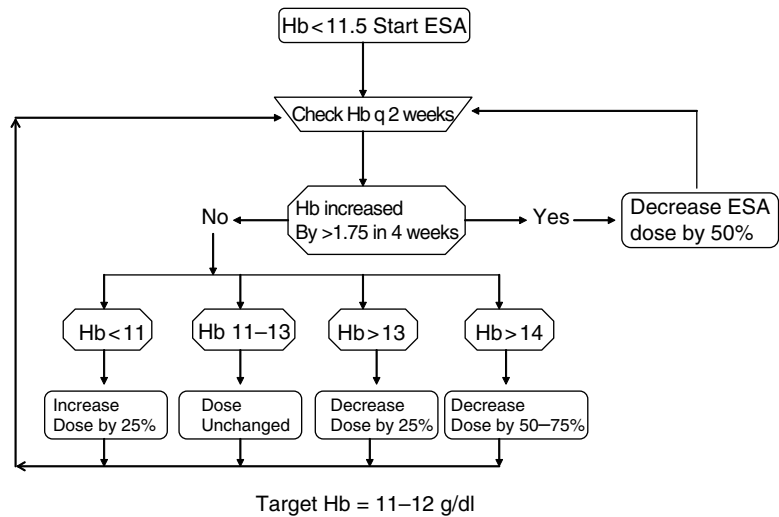 Hb<11.5 Start ESA
Check Hb q 2 weeks
Hb increased
By >1.75 in 4 weeks
No
Yes
Decrease ESA
dose by 50%
Hb<11
Hb 11–13
Hb>13
Hb>14
Increase
Dose by 25%
Dose
Unchanged
Decrease
Dose by 25%
Decrease
Dose by 50–75%
Target Hb = 11–12 g/dl